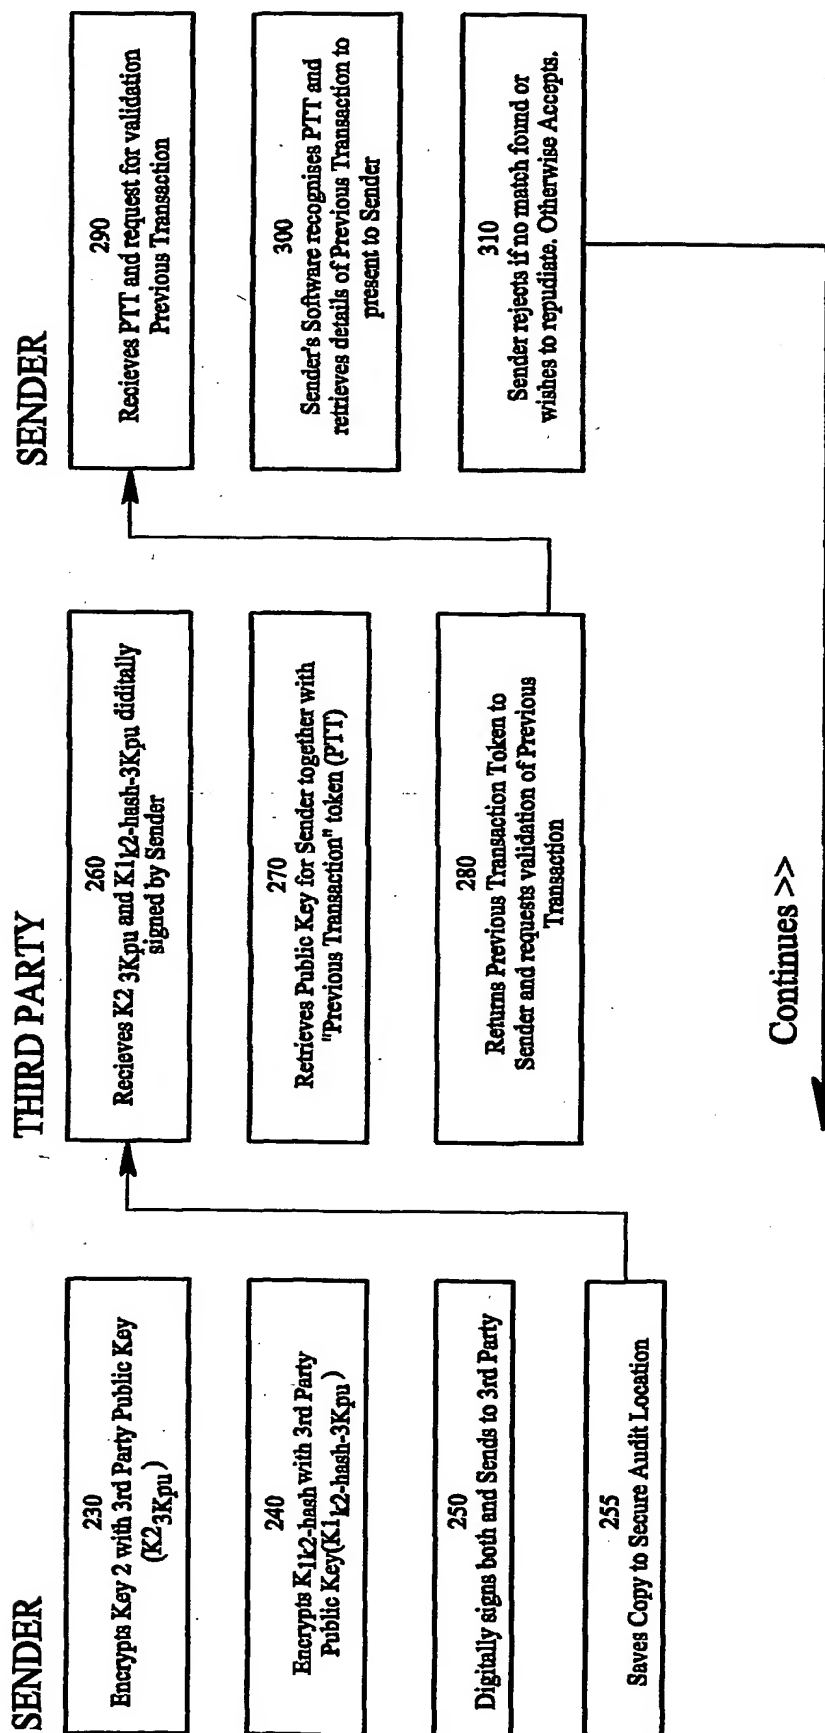 SENDER
230
Encrypts Key 2 with 3rd Party Public Key
(K2 3Kpu)
240
Encrypts K1k2-hash with 3rd Party
Public Key(K1k2-hash-3Kpu)
250
Digitally signs both and Sends to 3rd Party
255
Saves Copy to Secure Audit Location
THIRD PARTY
260
Recieves K2 3Kpu and K1k2-hash-3Kpu diditally
signed by Sender
270
Retrieves Public Key for Sender together with
"Previous Transaction" token (PTT)
280
Returns Previous Transaction Token to
Sender and requests validation of Previous
Transaction
SENDER
290
Recieves PTT and request for validation
Previous Transaction
300
Sender's Software recognises PTT and
retrieves details of Previous Transaction to
present to Sender
310
Sender rejects if no match found or
wishes to repudiate. Otherwise Accepts.
Continues >>